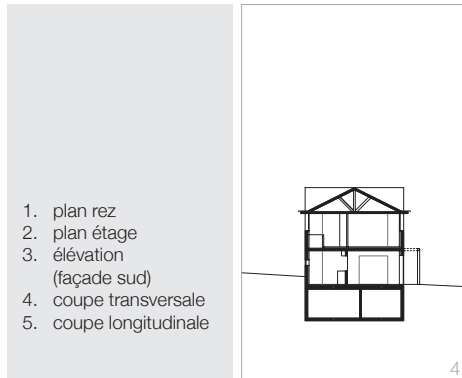 1. plan rez
2. plan étage
3. élévation
(façade sud)
4. coupe transversale
5. coupe longitudinale
4